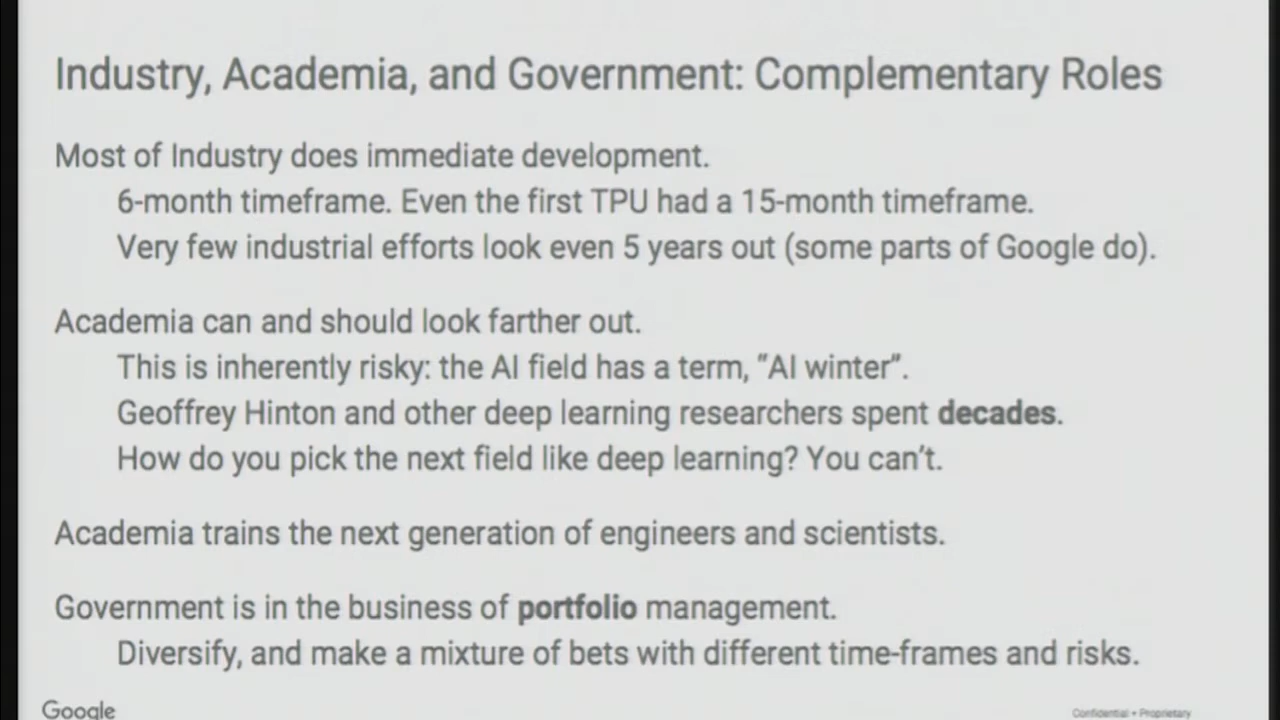 Industry, Academia, and Government: Complementary Roles
Most of Industry does immediate development.
6-month timeframe. Even the first TPU had a 15-month timeframe.
Very few industrial efforts look even 5 years out (some parts of Google do).
Academia can and should look farther out.
This is inherently risky: the AI field has a term, “AI winter”.
Geoffrey Hinton and other deep learning researchers spent decades.
How do you pick the next field like deep learning? You can’t.
Academia trains the next generation of engineers and scientists.
Government is in the business of portfolio management.
Diversify, and make a mixture of bets with different time-frames and risks.
Google
Confidential • Proprietary